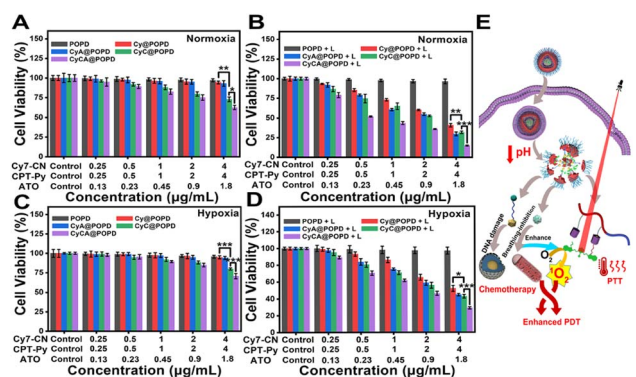 A
Normoxia
POPD
Cy@POPD
CyA@POPD
CyC@POPD
CyCA@POPD
**
*
Cell Viability (%)
150
125
100
75
50
25
0
Cy7-CN Control 0.25 0.5 1 2 4
CPT-Py Control 0.25 0.5 1 2 4
ATO Control 0.13 0.23 0.45 0.9 1.8
Concentration (μg/mL)
B
Normoxia
POPD + L
Cy@POPD + L
CyA@POPD + L
CyC@POPD + L
CyCA@POPD + L
**
***
Cell Viability (%)
150
125
100
75
50
25
0
Control 0.25 0.5 1 2 4
Control 0.25 0.5 1 2 4
Control 0.13 0.23 0.45 0.9 1.8
Concentration (μg/mL)
C
Hypoxia
POPD
Cy@POPD
CyA@POPD
CyC@POPD
CyCA@POPD
***
**
Cell Viability (%)
150
125
100
75
50
25
0
Cy7-CN Control 0.25 0.5 1 2 4
CPT-Py Control 0.25 0.5 1 2 4
ATO Control 0.13 0.23 0.45 0.9 1.8
Concentration (μg/mL)
D
Hypoxia
POPD + L
Cy@POPD + L
CyA@POPD + L
CyC@POPD + L
CyCA@POPD + L
*
***
Cell Viability (%)
150
125
100
75
50
25
0
Control 0.25 0.5 1 2 4
Control 0.25 0.5 1 2 4
Control 0.13 0.23 0.45 0.9 1.8
Concentration (μg/mL)
E
pH
DNA damage
Breathing-inhibition
Enhance
O2
1O2
Chemotherapy
PTT
Enhanced PDT